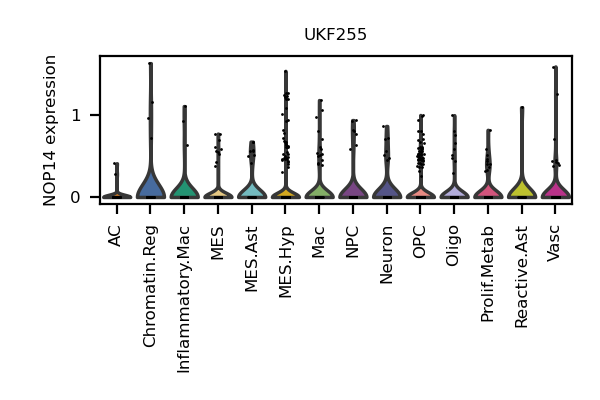 UKF255
NOP14 expression
1
0
AC
Chromatin.Reg
Inflammatory.Mac
MES
MES.Ast
MES.Hyp
Mac
NPC
Neuron
OPC
Oligo
Prolif.Metab
Reactive.Ast
Vasc